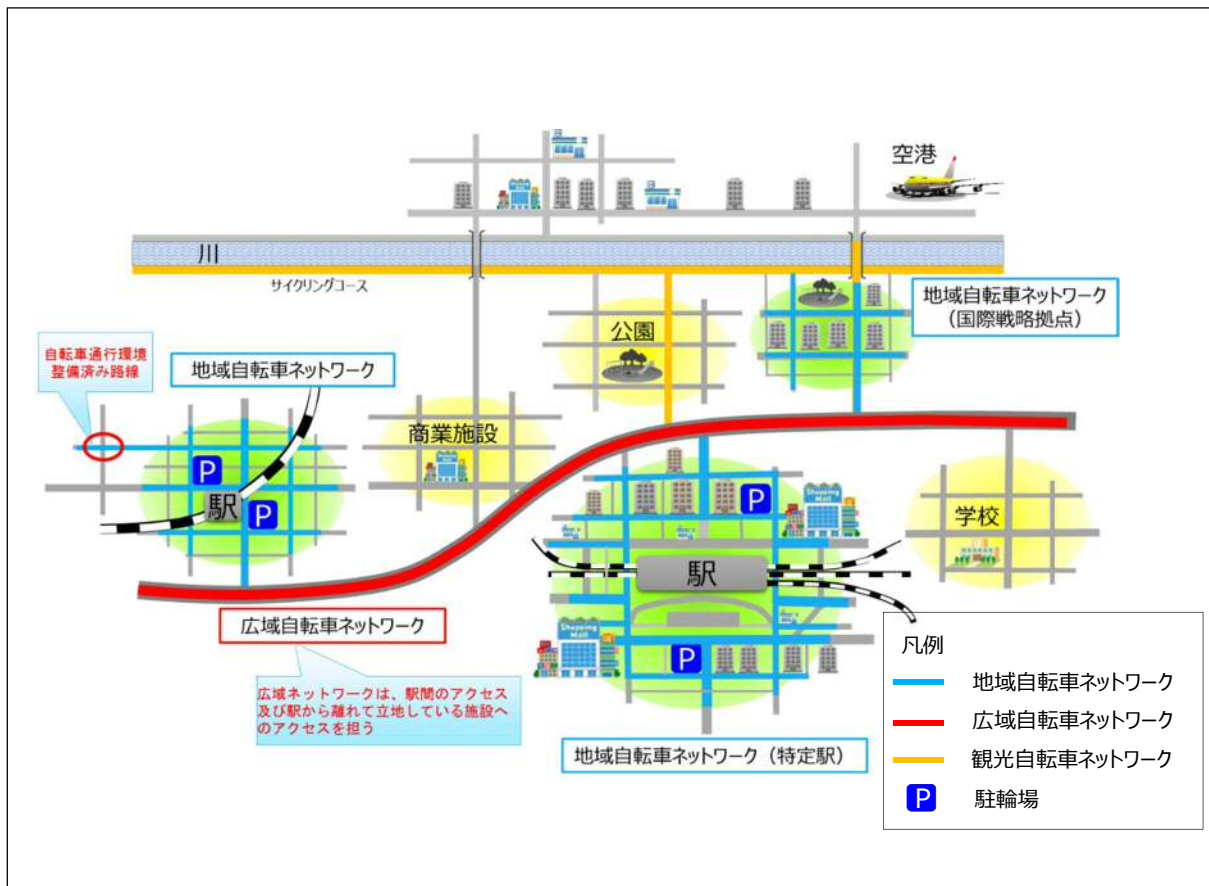 空港
川
サイクリングコース
地域自転車ネットワーク
（国際戦略拠点）
公園
自転車通行環境
整備済み路線
地域自転車ネットワーク
商業施設
P
駅
P
P
Shopping
Mall
学校
駅
広域自転車ネットワーク
Shopping
Mall
P
広域ネットワークは、駅間のアクセス
及び駅から離れて立地している施設へ
のアクセスを担う
地域自転車ネットワーク（特定駅）
凡例
地域自転車ネットワーク
広域自転車ネットワーク
観光自転車ネットワーク
P 駐輪場